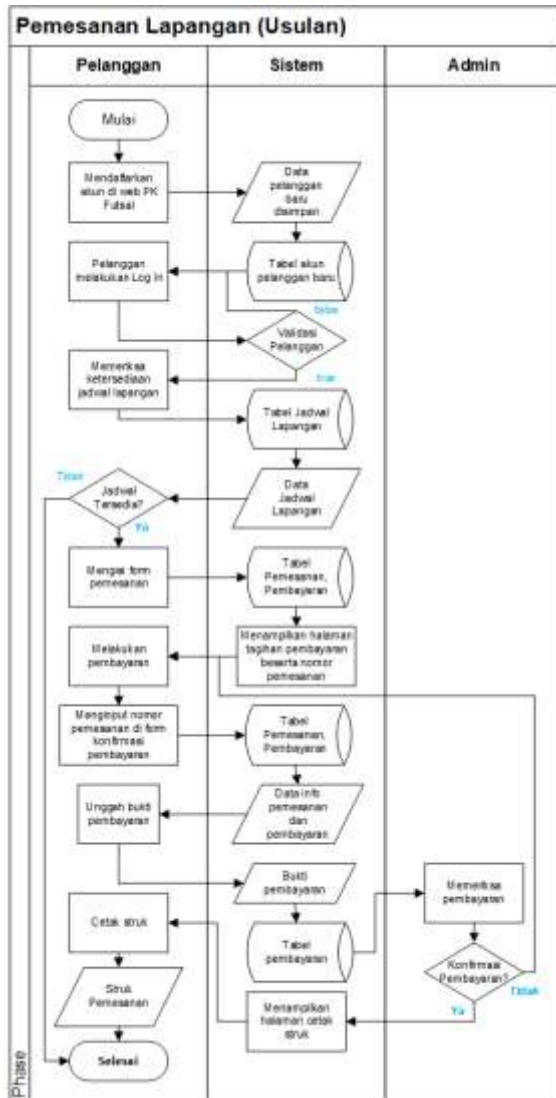 Pemesanan Lapangan (Usulan)
Pelanggan
Sistem
Admin
Mulai
Mendaftarkan
akun di web PK
Futsal
Data
pelanggan
baru
disimpan
Pelanggan
melakukan Log In
Tabel akun
pelanggan baru
false
Validasi
Pelanggan
true
Memeriksa
ketersediaan
jadwal lapangan
Tabel Jadwal
Lapangan
Tidak
Jadwal
Tersedia?
Ya
Data
Jadwal
Lapangan
Mengisi form
pemesanan
Tabel
Pemesanan,
Pembayaran
Melakukan
pembayaran
Menampilkan halaman
tagihan pembayaran
beserta nomor
pemesanan
Menginput nomor
pemesanan di form
konfirmasi
pembayaran
Tabel
Pemesanan,
Pembayaran
Unggah bukti
pembayaran
Data info
pemesanan
dan
pembayaran
Bukti
pembayaran
Memeriksa
pembayaran
Cetak struk
Tabel
pembayaran
Konfirmasi
Pembayaran?
Tidak
Ya
Struk
Pemesanan
Menampilkan
halaman cetak
struk
Selesai
Phase